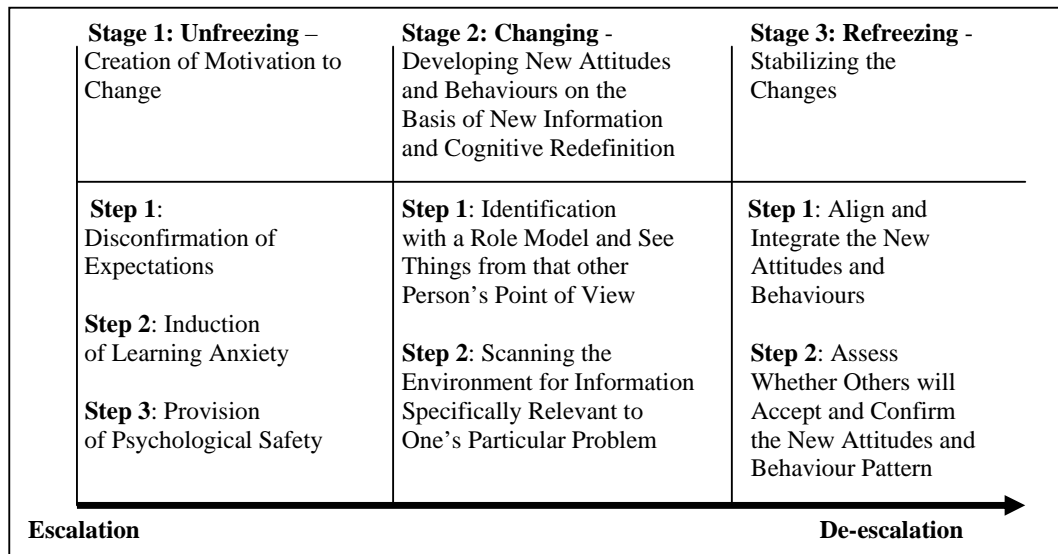 Stage 1: Unfreezing –
Creation of Motivation to
Change
Stage 2: Changing -
Developing New Attitudes
and Behaviours on the
Basis of New Information
and Cognitive Redefinition
Stage 3: Refreezing -
Stabilizing the
Changes
Step 1:
Disconfirmation of
Expectations
Step 2: Induction
of Learning Anxiety
Step 3: Provision
of Psychological Safety
Step 1: Identification
with a Role Model and See
Things from that other
Person’s Point of View
Step 2: Scanning the
Environment for Information
Specifically Relevant to
One’s Particular Problem
Step 1: Align and
Integrate the New
Attitudes and
Behaviours
Step 2: Assess
Whether Others will
Accept and Confirm
the New Attitudes and
Behaviour Pattern
Escalation
De-escalation